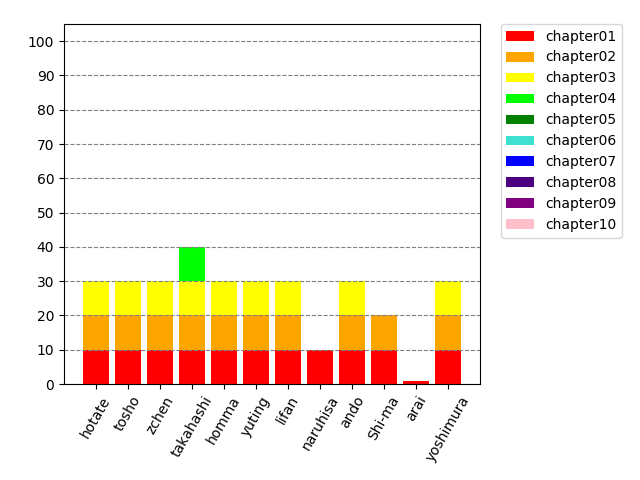 100
90
80
70
60
50
40
30
20
10
0
hotate
tosho
zchen
takahashi
homma
yuting
lifan
naruhisa
ando
Shi-ma
arai
yoshimura
chapter01
chapter02
chapter03
chapter04
chapter05
chapter06
chapter07
chapter08
chapter09
chapter10